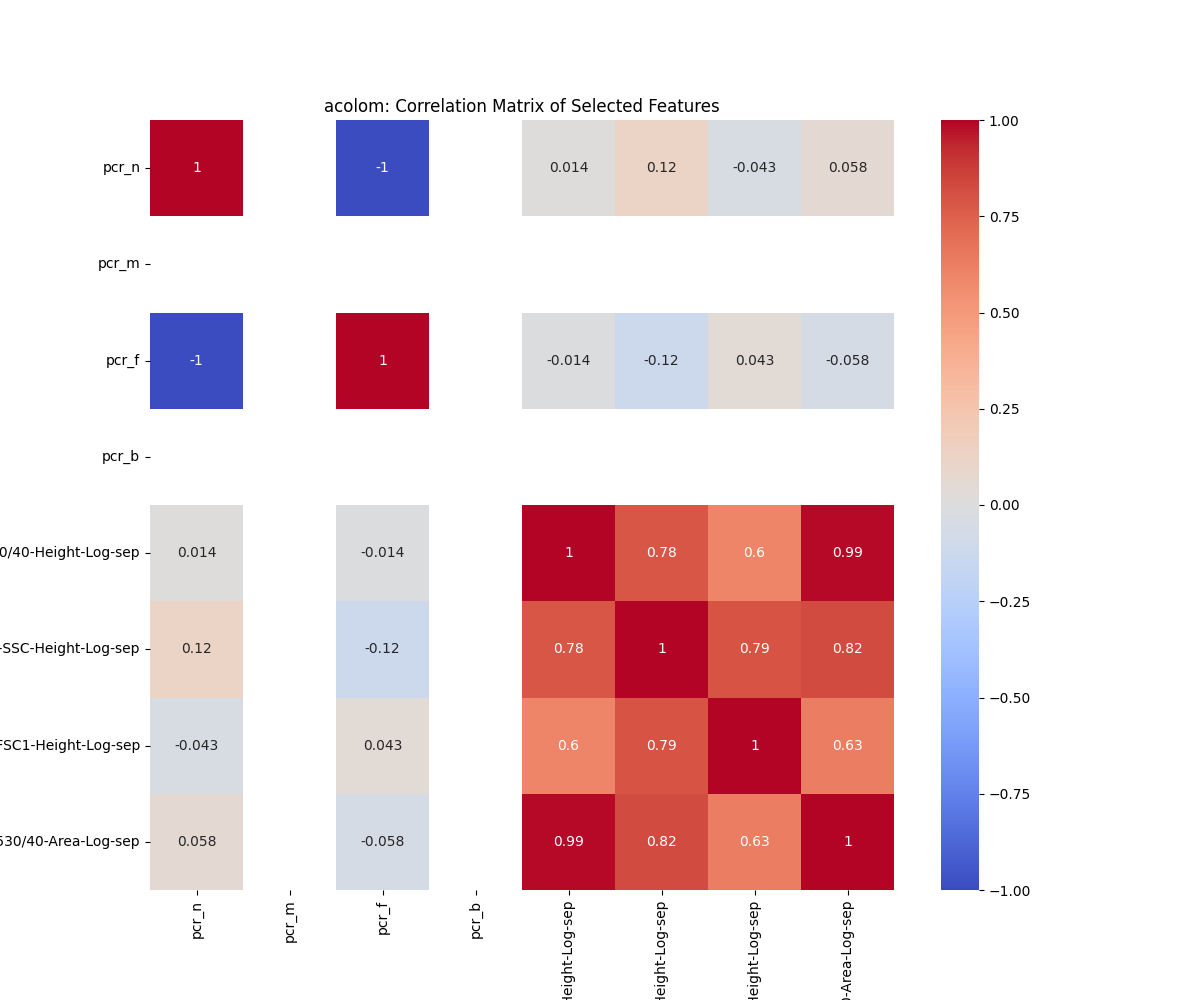 acolom: Correlation Matrix of Selected Features
pcr_n 1 -1 0.014 0.12 -0.043 0.058
pcr_m
pcr_f -1 1 -0.014 -0.12 0.043 -0.058
pcr_b
0/40-Height-Log-sep 0.014 -0.014 1 0.78 0.6 0.99
-SSC-Height-Log-sep 0.12 -0.12 0.78 1 0.79 0.82
FSC1-Height-Log-sep -0.043 0.043 0.6 0.79 1 0.63
530/40-Area-Log-sep 0.058 -0.058 0.99 0.82 0.63 1
pcr_n
pcr_m
pcr_f
pcr_b
Height-Log-sep
Height-Log-sep
Height-Log-sep
-Area-Log-sep
1.00
0.75
0.50
0.25
0.00
−0.25
−0.50
−0.75
−1.00